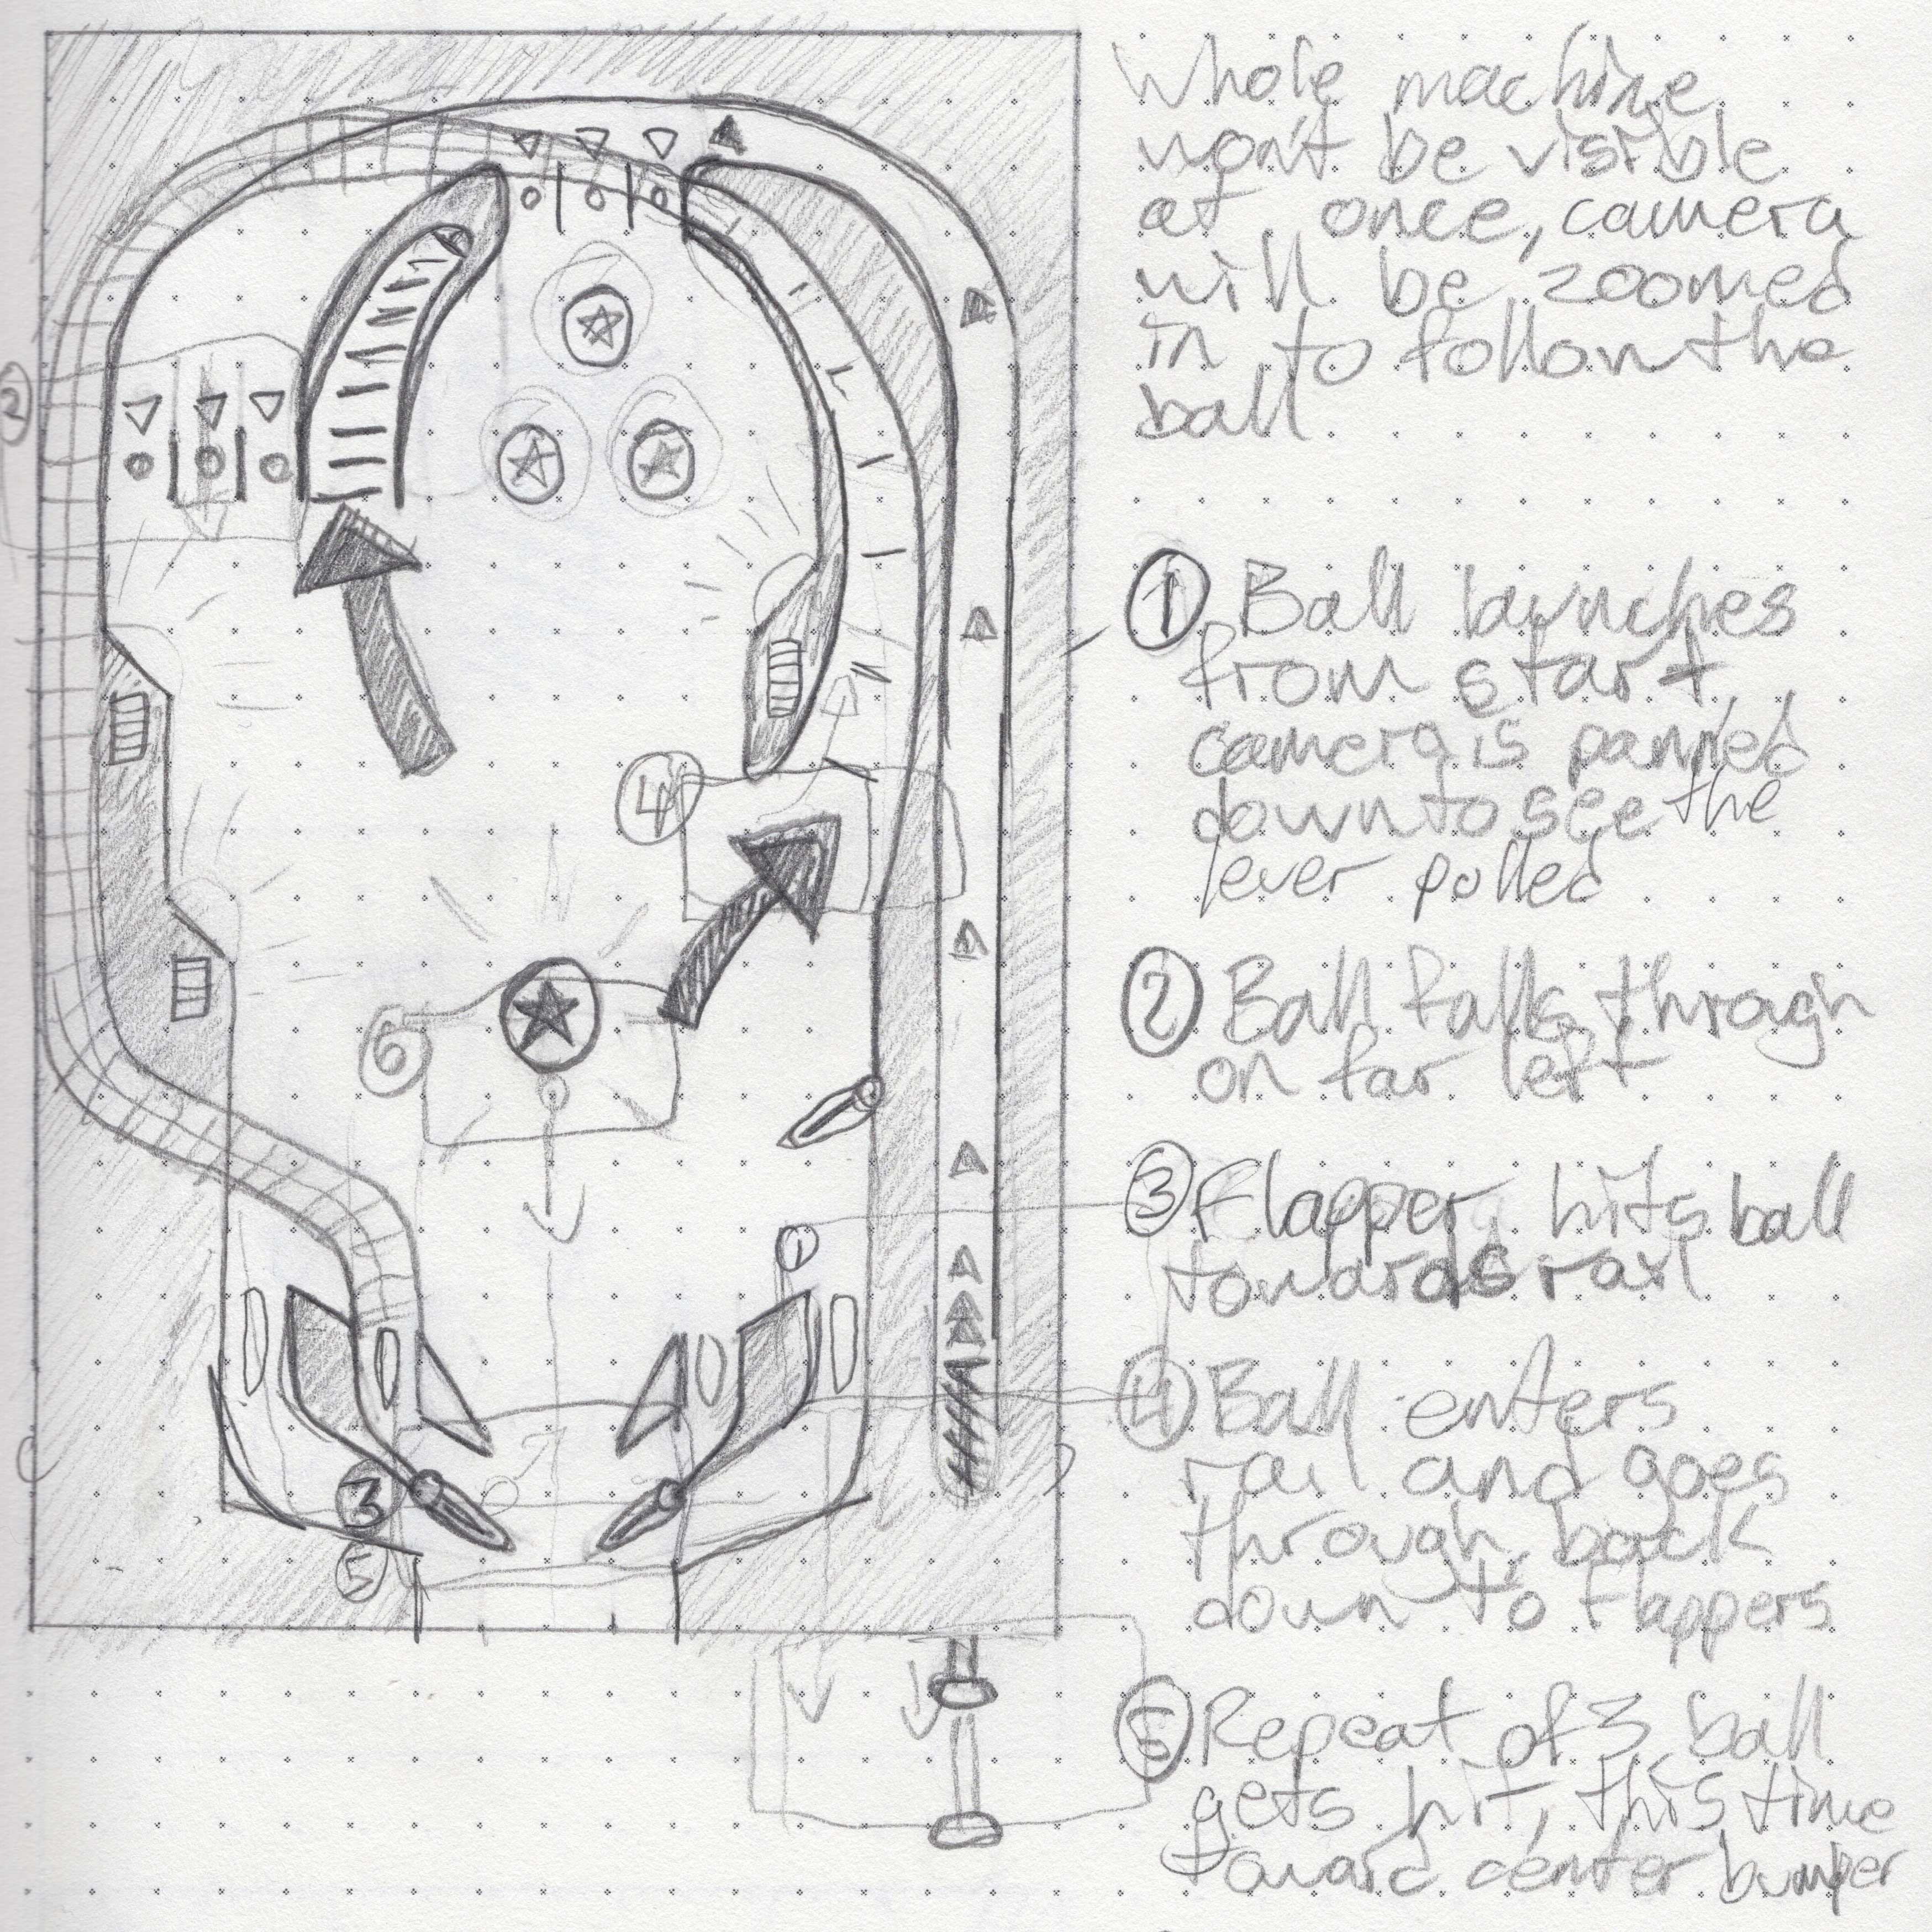 Whole machine
won't be visible
at once, camera
will be zoomed
in to follow the
ball
① Ball launches
from start,
camera is panned
down to see the
lever polled
② Ball falls throagh
on far left
③ Flapper hits ball
towards rail
④ Ball enters
rail and goes
through back
down to flappers
⑤ Repeat of 3 ball
gets hit, this time
toward center bumper
2
4
6
1
3
5